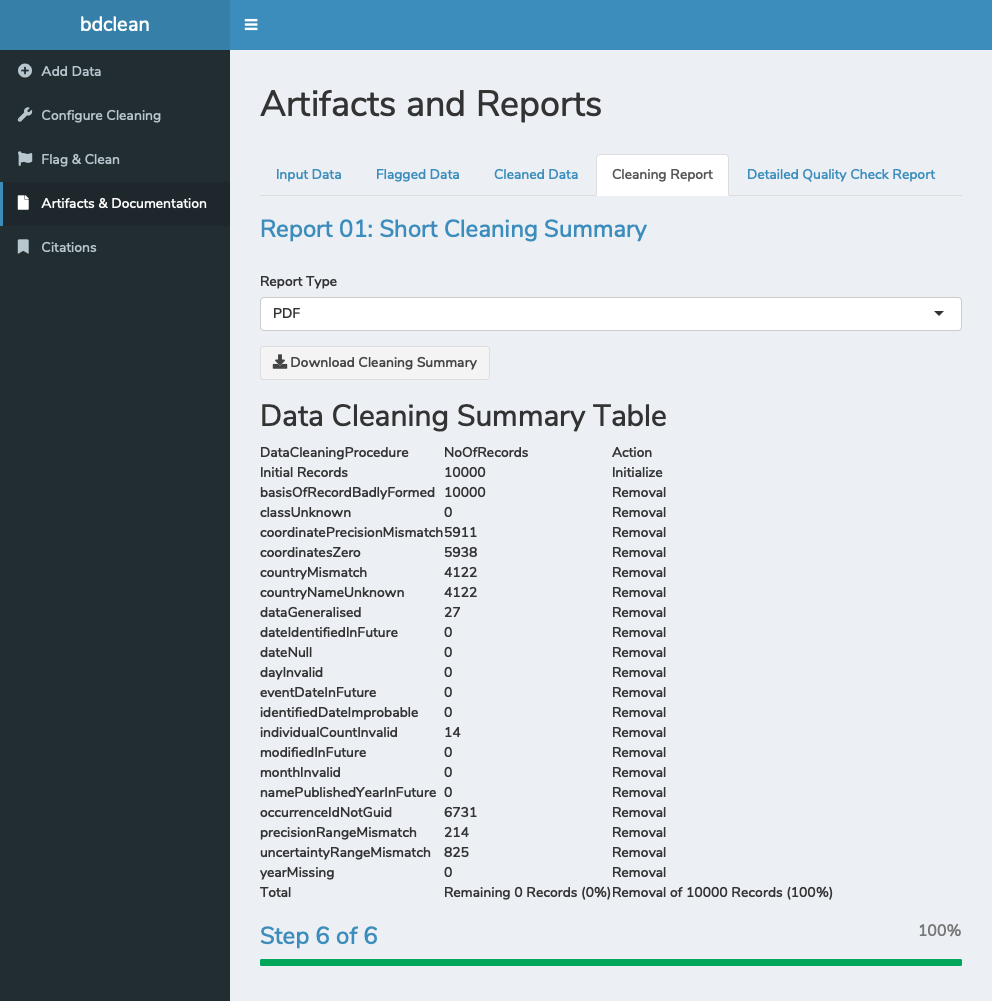 bdclean
Add Data
Configure Cleaning
Flag & Clean
Artifacts & Documentation
Citations
Artifacts and Reports
Input Data Flagged Data Cleaned Data Cleaning Report Detailed Quality Check Report
Report 01: Short Cleaning Summary
Report Type
PDF
Download Cleaning Summary
Data Cleaning Summary Table
DataCleaningProcedure NoOfRecords Action
Initial Records 10000 Initialize
basisOfRecordBadlyFormed 10000 Removal
classUnknown 0 Removal
coordinatePrecisionMismatch 5911 Removal
coordinatesZero 5938 Removal
countryMismatch 4122 Removal
countryNameUnknown 4122 Removal
dataGeneralised 27 Removal
dateIdentifiedInFuture 0 Removal
dateNull 0 Removal
dayInvalid 0 Removal
eventDateInFuture 0 Removal
identifiedDateImprobable 0 Removal
individualCountInvalid 14 Removal
modifiedInFuture 0 Removal
monthInvalid 0 Removal
namePublishedYearInFuture 0 Removal
occurrenceIdNotGuid 6731 Removal
precisionRangeMismatch 214 Removal
uncertaintyRangeMismatch 825 Removal
yearMissing 0 Removal
Total Remaining 0 Records (0%) Removal of 10000 Records (100%)
Step 6 of 6 100%